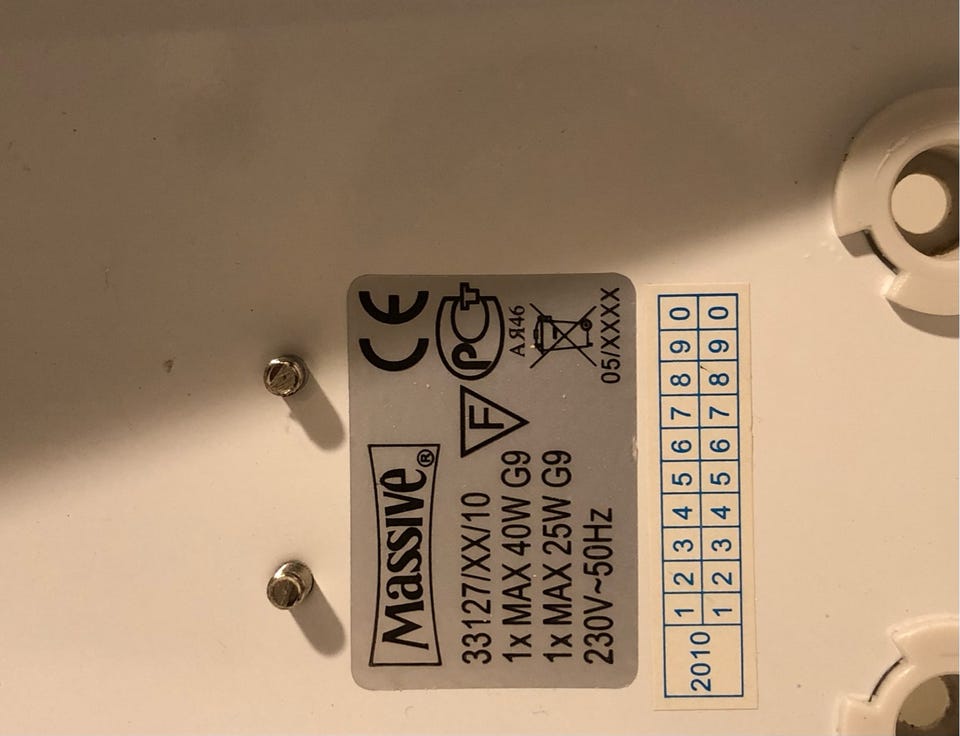 Massive®
33127/XX/10
1x MAX 40W G9
1x MAX 25W G9
230V~50Hz
F
CE
РСТ
АЯ46
05/XXXX
2010
1 2 3 4 5 6 7 8 9 0
1 2 3 4 5 6 7 8 9 0